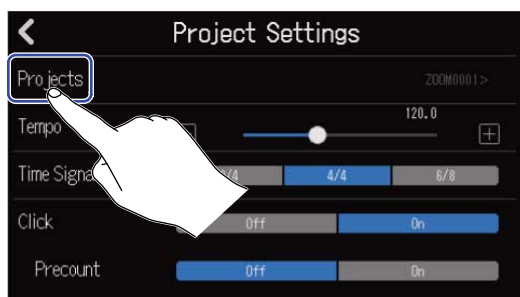 Project Settings
Projects ZOOM0001>
Tempo 120.0
Time Signa /4 4/4 6/8
Click Off On
Precount Off On